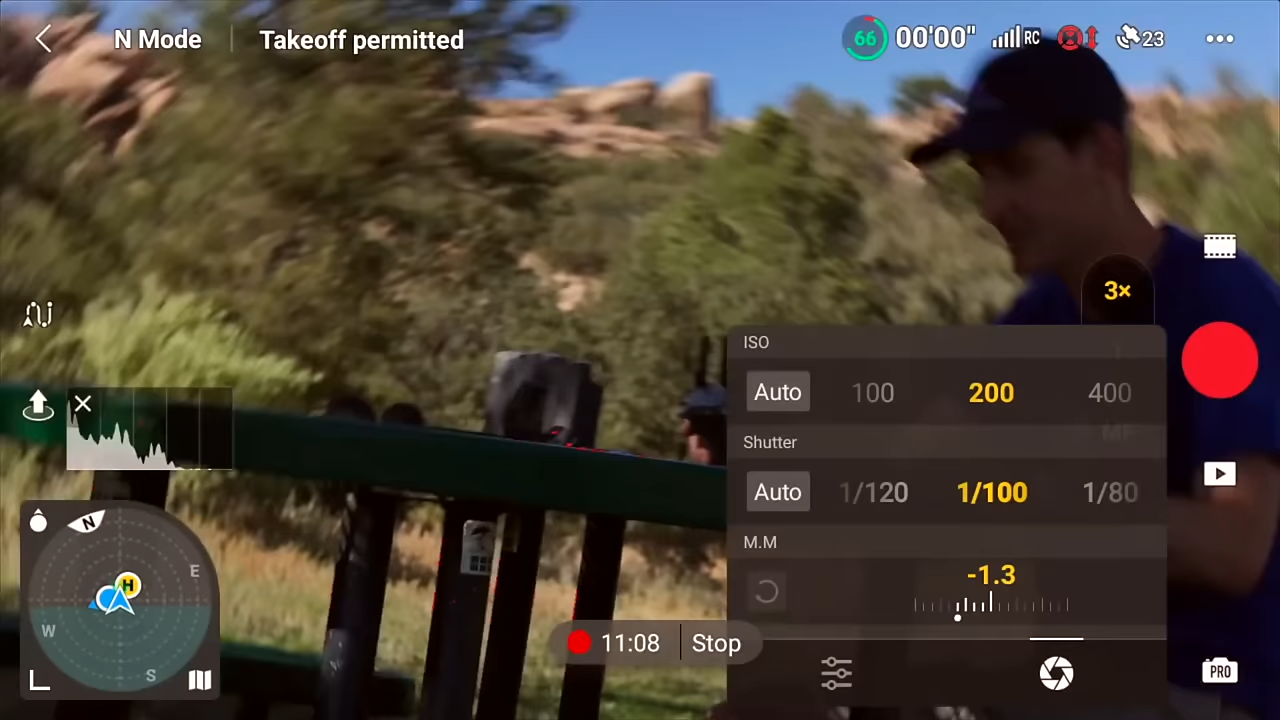 N Mode
Takeoff permitted
66
00'00"
RC
23
3×
ISO
Auto
100
200
400
MF
Shutter
Auto
1/120
1/100
1/80
M.M
-1.3
N
E
H
W
S
11:08
Stop
PRO